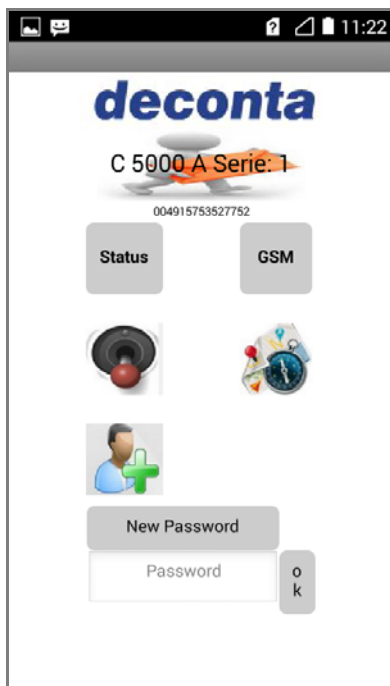 11:22
deconta
C 5000 A Serie: 1
004915753527752
Status
GSM
New Password
Password
o
k